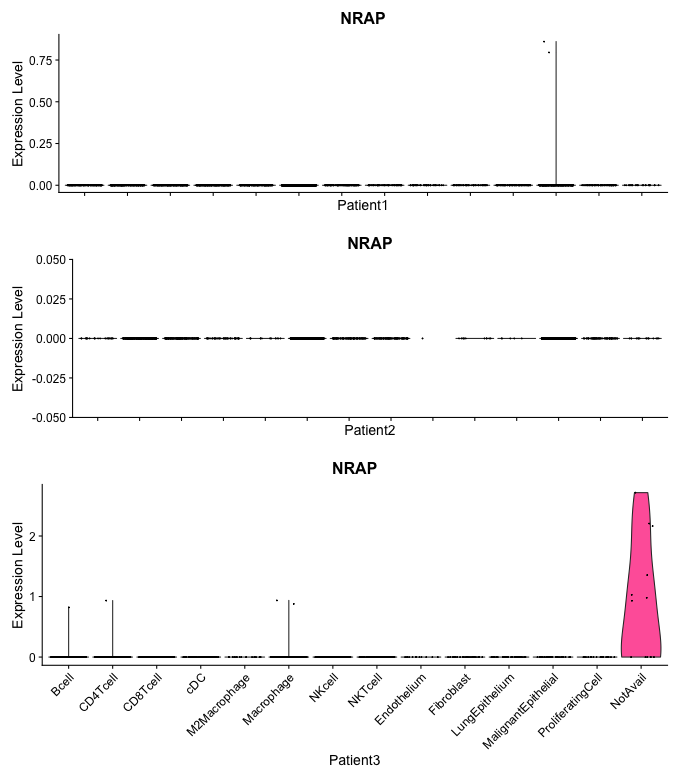 NRAP
Expression Level
0.75
0.50
0.25
0.00
Patient1
NRAP
Expression Level
0.050
0.025
0.000
-0.025
-0.050
Patient2
NRAP
Expression Level
2
1
0
Bcell
CD4Tcell
CD8Tcell
cDC
M2Macrophage
Macrophage
NKcell
NKTcell
Endothelium
Fibroblast
LungEpithelium
MalignantEpithelial
ProliferatingCell
NotAvail
Patient3